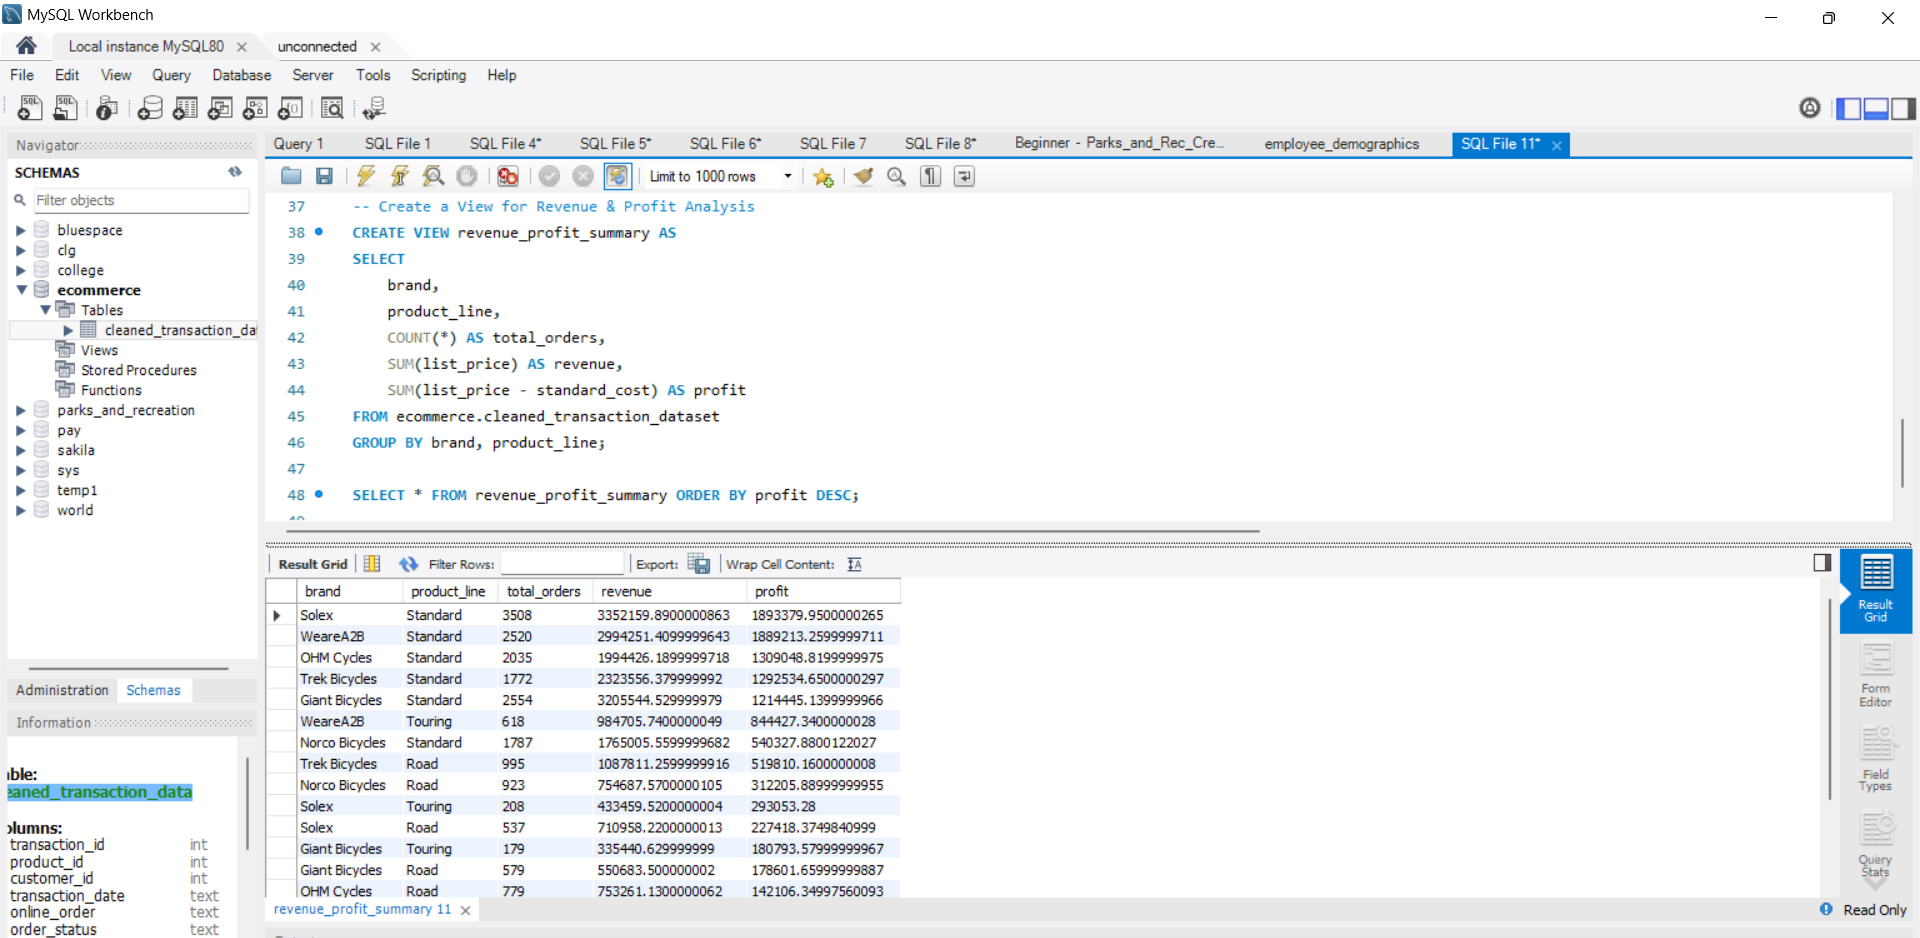 MySQL Workbench
Local instance MySQL80
unconnected
File Edit View Query Database Server Tools Scripting Help
Navigator
SCHEMAS
Filter objects
bluespace
clg
college
ecommerce
Tables
cleaned_transaction_da
Views
Stored Procedures
Functions
parks_and_recreation
pay
sakila
sys
temp1
world
Administration Schemas
Information
ble:
eaned_transaction_data
olumns:
transaction_id int
product_id int
customer_id int
transaction_date text
online_order text
order_status text
Query 1 SQL File 1 SQL File 4* SQL File 5* SQL File 6* SQL File 7 SQL File 8* Beginner - Parks_and_Rec_Cre... employee_demographics SQL File 11*
Limit to 1000 rows
37 -- Create a View for Revenue & Profit Analysis
38 CREATE VIEW revenue_profit_summary AS
39 SELECT
40 brand,
41 product_line,
42 COUNT(*) AS total_orders,
43 SUM(list_price) AS revenue,
44 SUM(list_price - standard_cost) AS profit
45 FROM ecommerce.cleaned_transaction_dataset
46 GROUP BY brand, product_line;
47
48 SELECT * FROM revenue_profit_summary ORDER BY profit DESC;
Result Grid Filter Rows: Export: Wrap Cell Content:
brand product_line total_orders revenue profit
Solex Standard 3508 3352159.8900000863 1893379.9500000265
WeareA2B Standard 2520 2994251.4099999643 1889213.2599999711
OHM Cycles Standard 2035 1994426.1899999718 1309048.8199999975
Trek Bicycles Standard 1772 2323556.379999992 1292534.6500000297
Giant Bicycles Standard 2554 3205544.529999979 1214445.1399999966
WeareA2B Touring 618 984705.7400000049 844427.3400000028
Norco Bicycles Standard 1787 1765005.5599999682 540327.8800122027
Trek Bicycles Road 995 1087811.2599999916 519810.1600000008
Norco Bicycles Road 923 754687.5700000105 312205.88999999955
Solex Touring 208 433459.5200000004 293053.28
Solex Road 537 710958.2200000013 227418.3749840999
Giant Bicycles Touring 179 335440.629999999 180793.57999999967
Giant Bicycles Road 579 550683.500000002 178601.65999999887
OHM Cycles Road 779 753261.1300000062 142106.34997560093
revenue_profit_summary 11
Result Grid
Form Editor
Field Types
Query Stats
Read Only